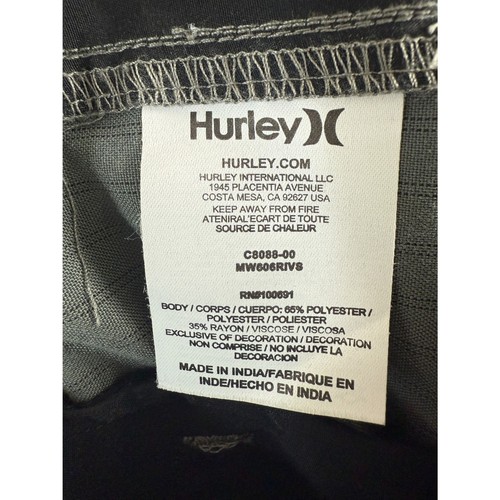 Hurley
HURLEY.COM
HURLEY INTERNATIONAL LLC
1945 PLACENTIA AVENUE
COSTA MESA, CA 92627 USA
KEEP AWAY FROM FIRE
ATENIRAL'ECART DE TOUTE
SOURCE DE CHALEUR
C8088-00
MW606RIVS
RN#100691
BODY / CORPS / CUERPO: 65% POLYESTER /
POLYESTER / POLIESTER
35% RAYON / VISCOSE / VISCOSA
EXCLUSIVE OF DECORATION / DECORATION
NON COMPRISE / NO INCLUYE LA
DECORACION
MADE IN INDIA/FABRIQUE EN
INDE/HECHO EN INDIA